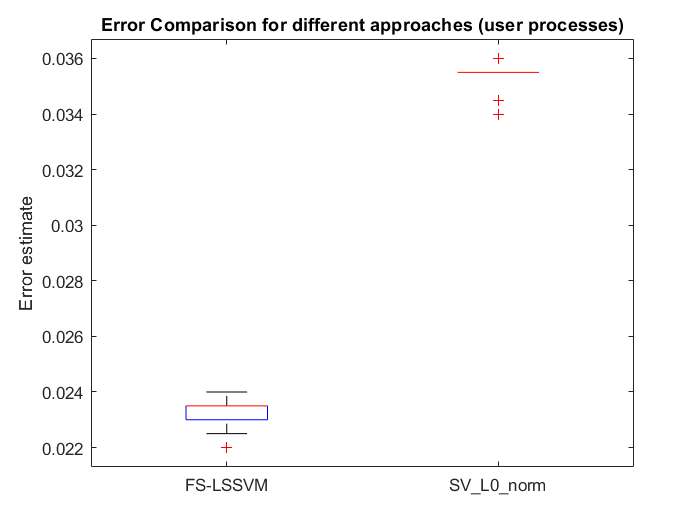 Error Comparison for different approaches (user processes)
0.036
0.034
0.032
0.03
0.028
0.026
0.024
0.022
Error estimate
FS-LSSVM
SV_L0_norm